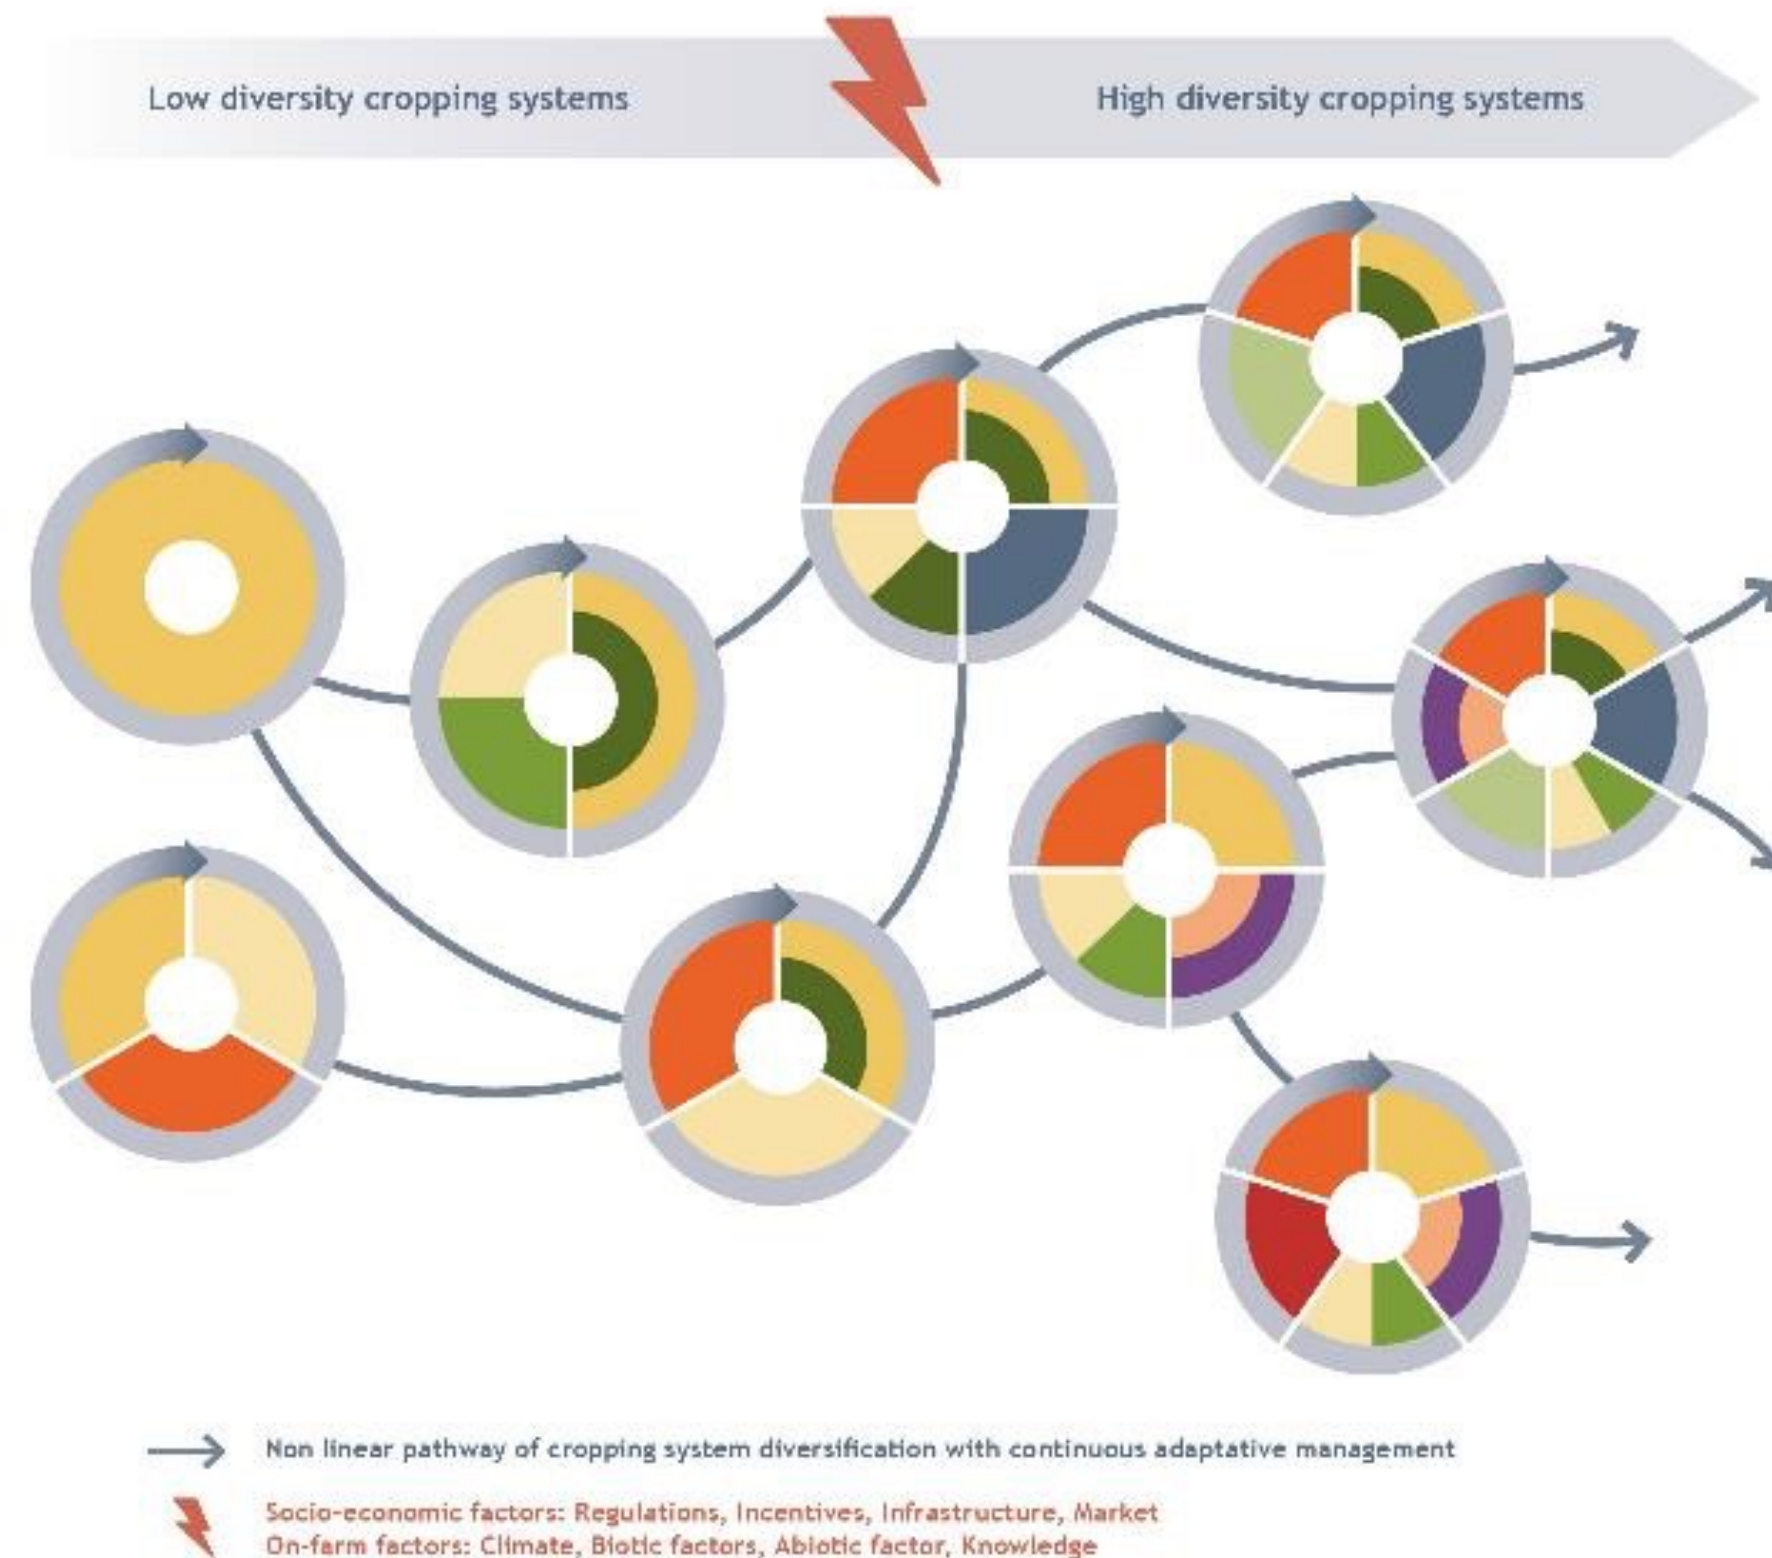 Low diversity cropping systems
High diversity cropping systems
Non linear pathway of cropping system diversification with continuous adaptative management
Socio-economic factors: Regulations, Incentives, Infrastructure, Market
On-farm factors: Climate, Biotic factors, Abiotic factor, Knowledge